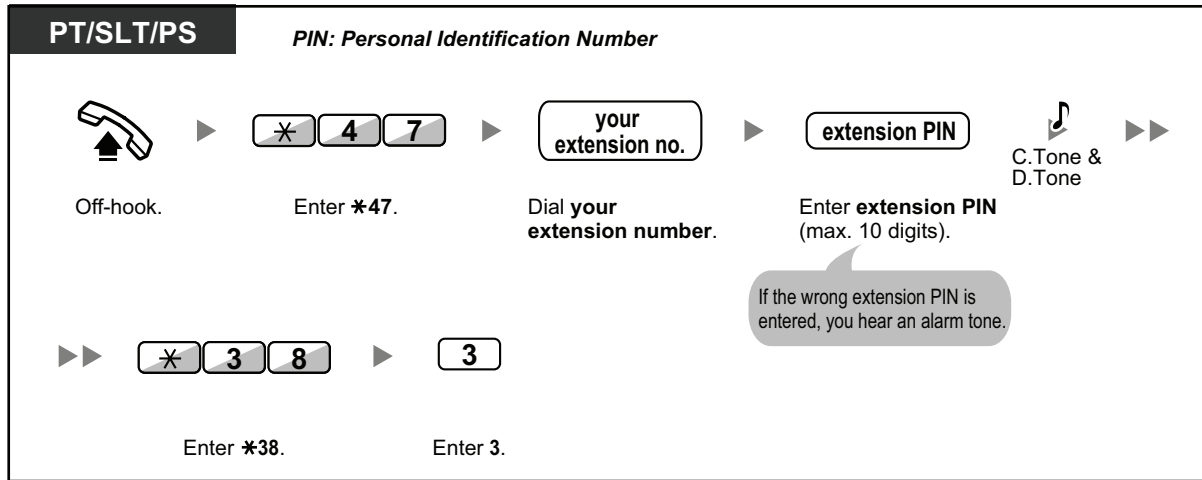 PT/SLT/PS
PIN: Personal Identification Number
* 4 7
your
extension no.
extension PIN
C.Tone &
D.Tone
Off-hook.
Enter *47.
Dial your
extension number.
Enter extension PIN
(max. 10 digits).
If the wrong extension PIN is
entered, you hear an alarm tone.
* 3 8
3
Enter *38.
Enter 3.